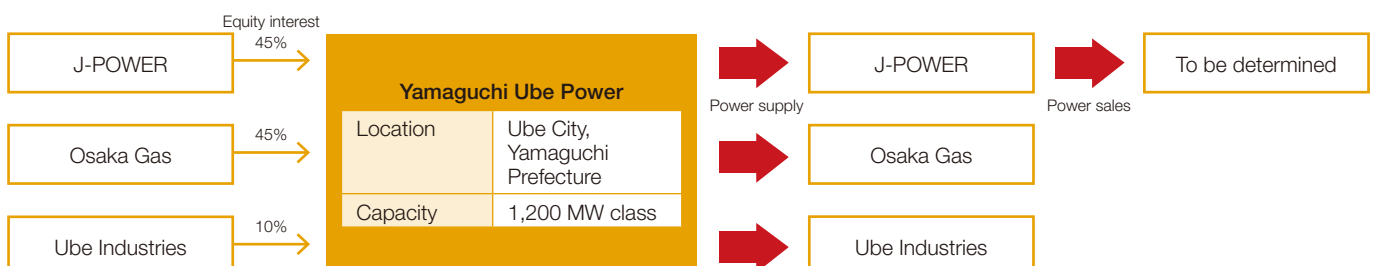 Equity interest
J-POWER
45%
Osaka Gas
45%
Ube Industries
10%
Yamaguchi Ube Power
Location
Ube City,
Yamaguchi
Prefecture
Capacity
1,200 MW class
Power supply
J-POWER
Osaka Gas
Ube Industries
Power sales
To be determined